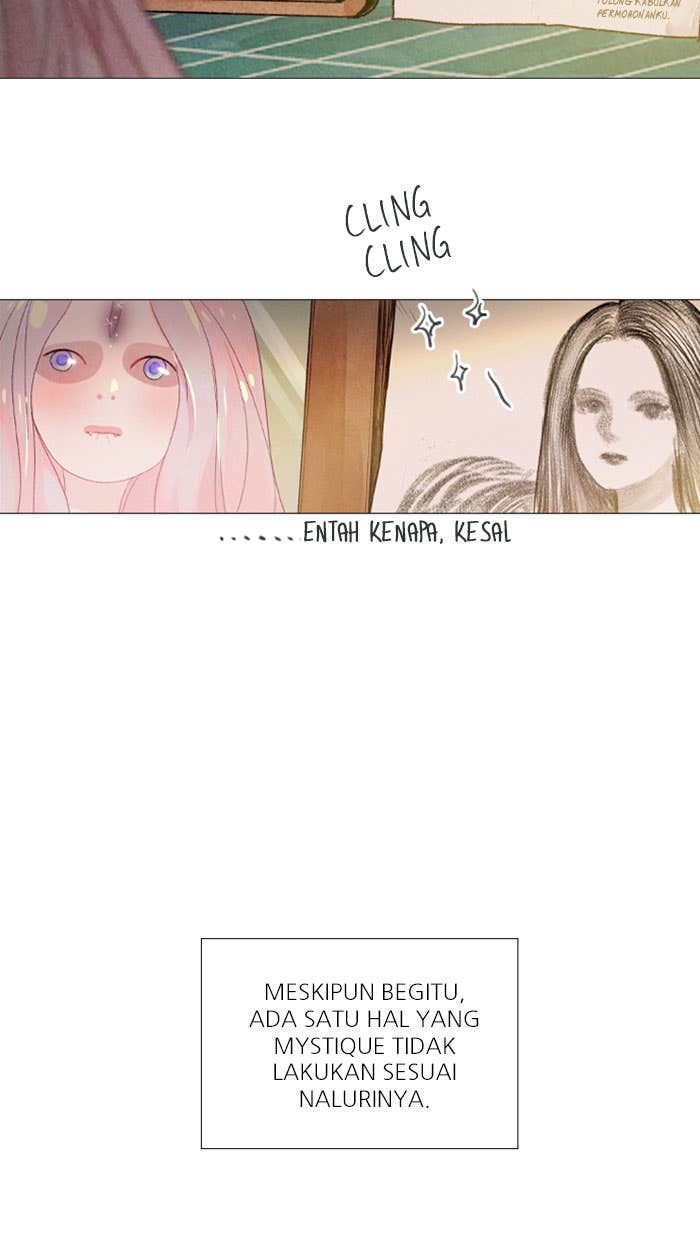 TOLONG KABULKAN
PERMOHONANKU.
CLING
CLING
.......ENTAH KENAPA, KESAL
MESKIPUN BEGITU,
ADA SATU HAL YANG
MYSTIQUE TIDAK
LAKUKAN SESUAI
NALURINYA.